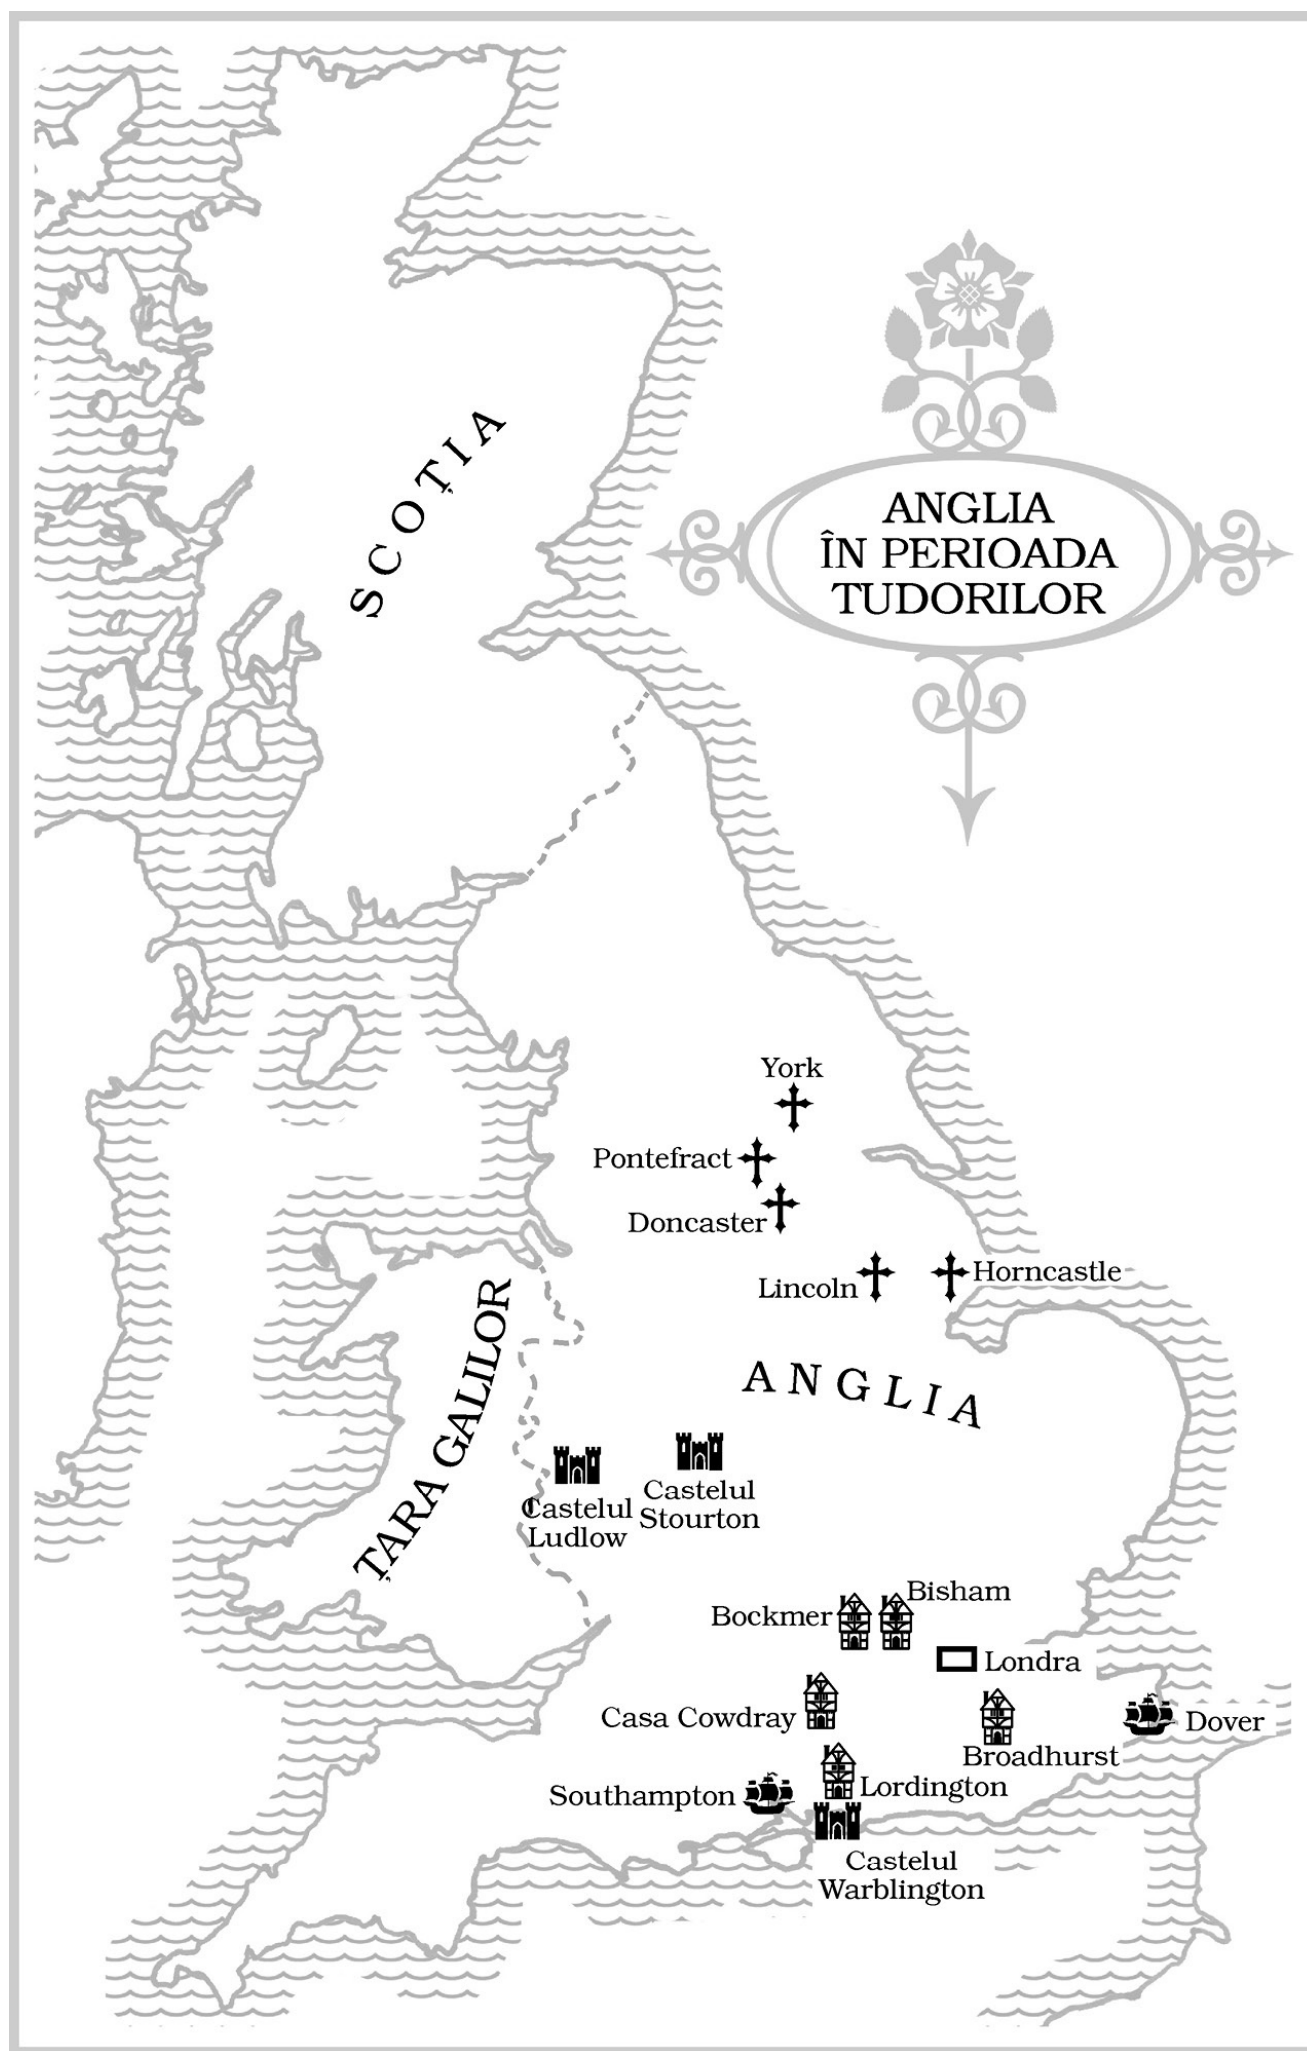 SCOȚIA
ANGLIA
ÎN PERIOADA
TUDORILOR
York
Pontefract
Doncaster
Lincoln
Horncastle
ANGLIA
ȚARA GALILOR
Castelul
Ludlow
Castelul
Stourton
Bockmer
Bisham
Londra
Casa Cowdray
Broadhurst
Dover
Lordington
Southampton
Castelul
Warblington